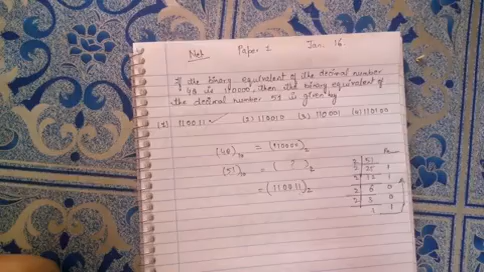 Net Paper 2 Jan. 16.
If the binary equivalent of the decimal number
48 is 110000, then the binary equivalent of
the decimal number 51 is given by
(1) 110011 (2) 110010 (3) 110001 (4) 110100
(48)10 = (110000)2
(51)10 = ( ? )2
= (110011)2
2 51
2 25 1
2 12 1
2 6 0
2 3 0
1 1